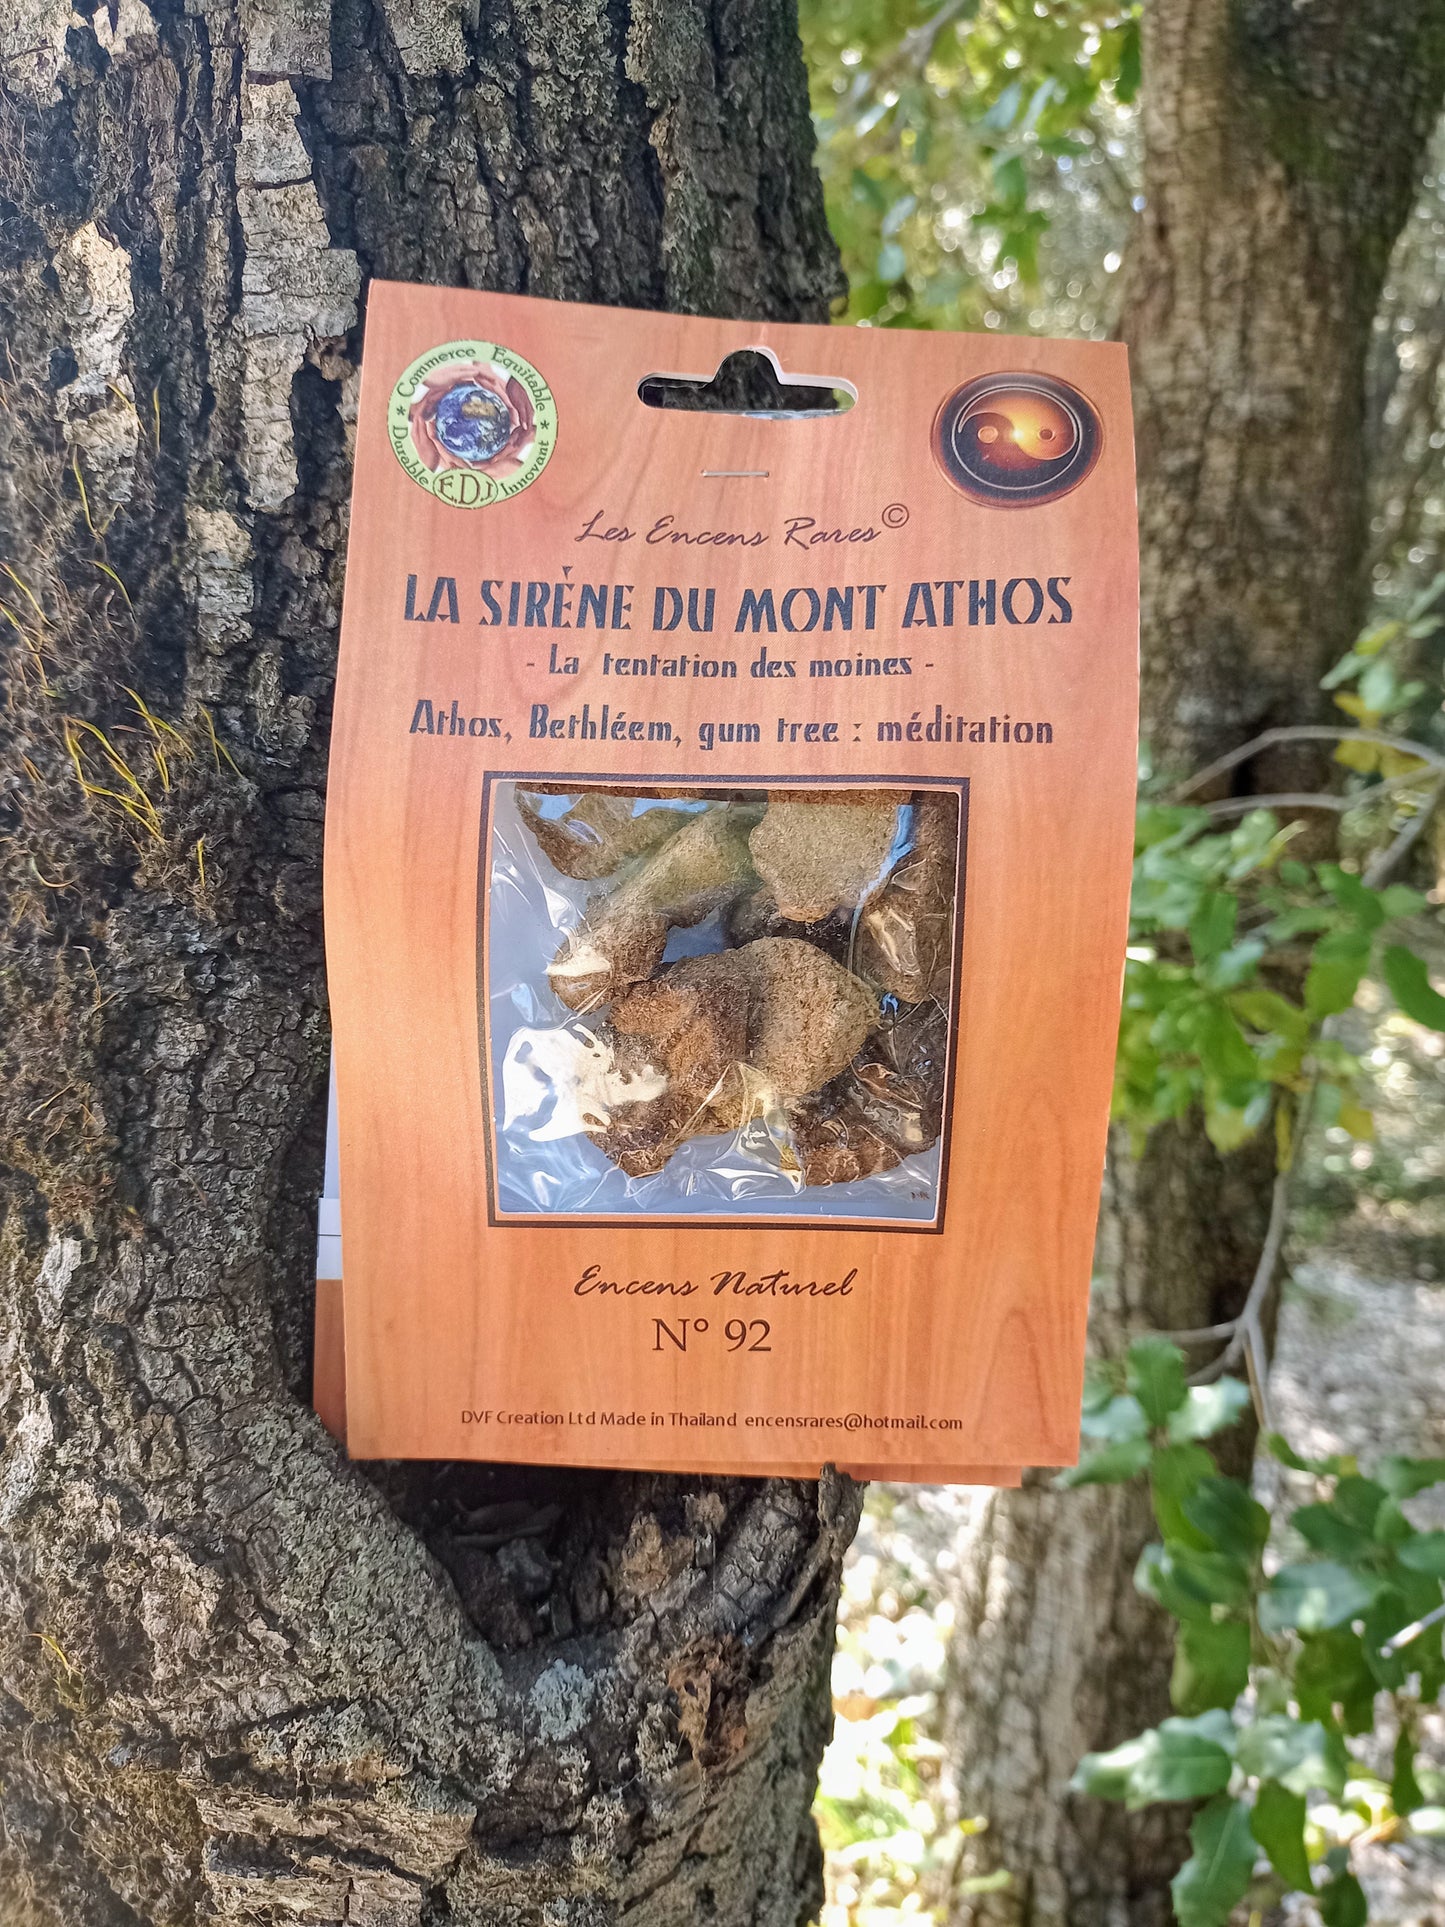 Commerce Equitable
* Durable E.D.I Innovant *
Les Encens Rares©
LA SIRÉNE DU MONT ATHOS
- La tentation des moines -
Athos, Bethléem, gum tree : méditation
Encens Naturel
N° 92
DVF Creation Ltd Made in Thailand encensrares@hotmail.com